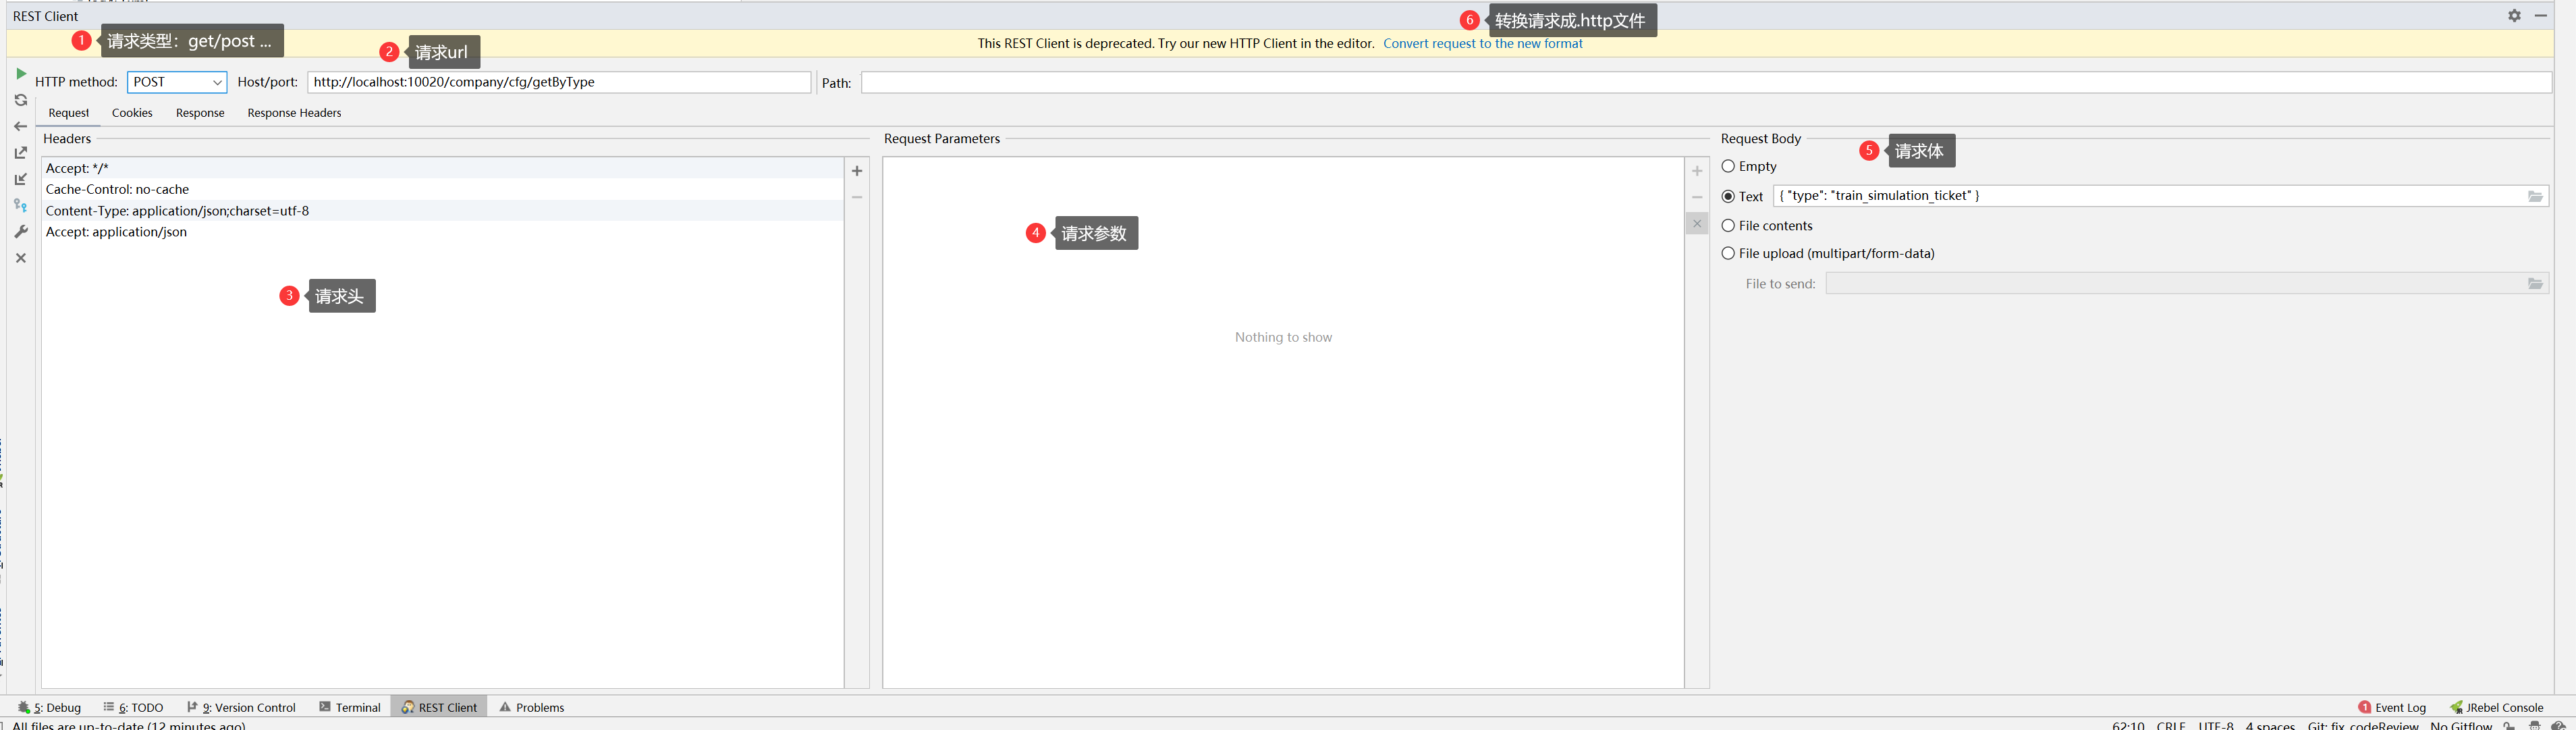 REST Client
6 转换请求成.http文件
1 请求类型：get/post ...
2 请求url
This REST Client is deprecated. Try our new HTTP Client in the editor. Convert request to the new format
HTTP method: POST Host/port: http://localhost:10020/company/cfg/getByType Path:
Request Cookies Response Response Headers
Headers
Accept: */*
Cache-Control: no-cache
Content-Type: application/json;charset=utf-8
Accept: application/json
3 请求头
Request Parameters
4 请求参数
Nothing to show
Request Body
5 请求体
Empty
Text { "type": "train_simulation_ticket" }
File contents
File upload (multipart/form-data)
File to send:
5: Debug 6: TODO 9: Version Control Terminal REST Client Problems 1 Event Log JRebel Console
All files are up-to-date (12 minutes ago) 62:10 CRLF UTF-8 4 spaces Git: fix_codeReview No Gitflow